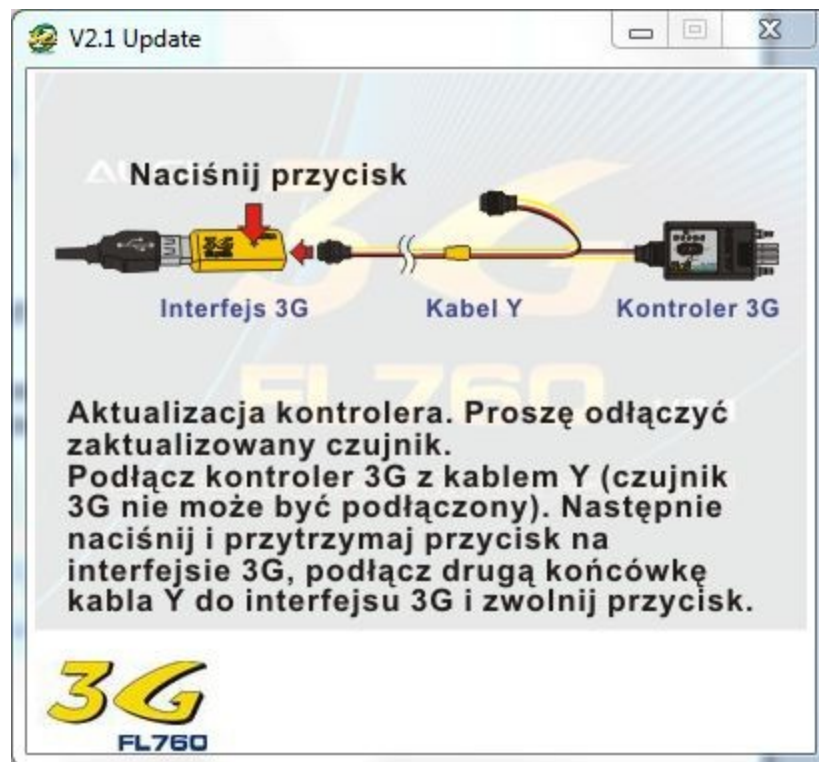 V2.1 Update
Naciśnij przycisk
Interfejs 3G
Kabel Y
Kontroler 3G
Aktualizacja kontrolera. Proszę odłączyć
zaktualizowany czujnik.
Podłącz kontroler 3G z kablem Y (czujnik
3G nie może być podłączony). Następnie
naciśnij i przytrzymaj przycisk na
interfejsie 3G, podłącz drugą końcówkę
kabla Y do interfejsu 3G i zwolnij przycisk.
3G
FL760
3G
FL760